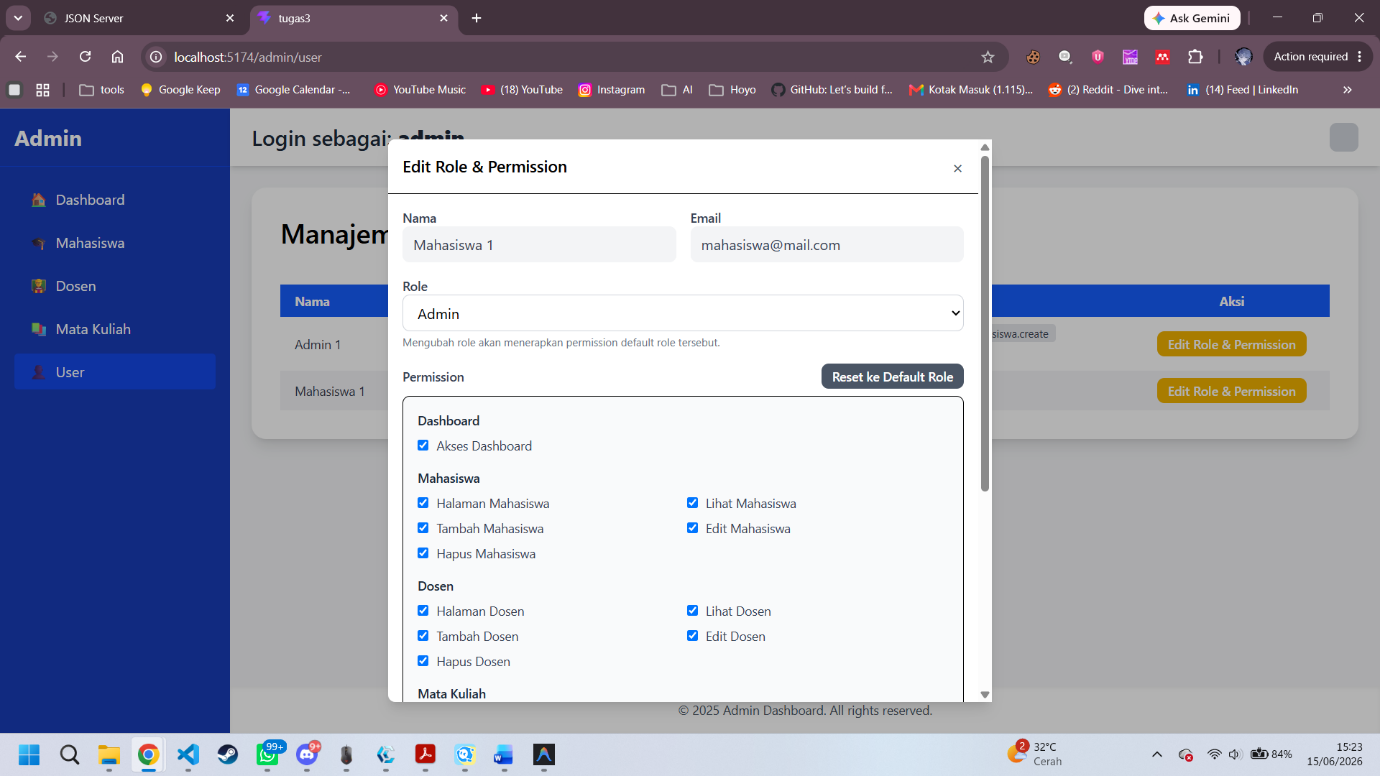 JSON Server
tugas3
Ask Gemini
localhost:5174/admin/user
Action required
tools
Google Keep
Google Calendar -...
YouTube Music
(18) YouTube
Instagram
AI
Hoyo
GitHub: Let's build f...
Kotak Masuk (1.115)...
(2) Reddit - Dive int...
(14) Feed | LinkedIn
Admin
Dashboard
Mahasiswa
Dosen
Mata Kuliah
User
Login sebagai: admin
Manajem
Nama
Aksi
Admin 1
siswa.create
Edit Role & Permission
Mahasiswa 1
Edit Role & Permission
Edit Role & Permission
Nama
Email
Mahasiswa 1
mahasiswa@mail.com
Role
Admin
Mengubah role akan menerapkan permission default role tersebut.
Permission
Reset ke Default Role
Dashboard
Akses Dashboard
Mahasiswa
Halaman Mahasiswa
Lihat Mahasiswa
Tambah Mahasiswa
Edit Mahasiswa
Hapus Mahasiswa
Dosen
Halaman Dosen
Lihat Dosen
Tambah Dosen
Edit Dosen
Hapus Dosen
Mata Kuliah
© 2025 Admin Dashboard. All rights reserved.
99+
9+
2
32°C
Cerah
84%
15:23
15/06/2026